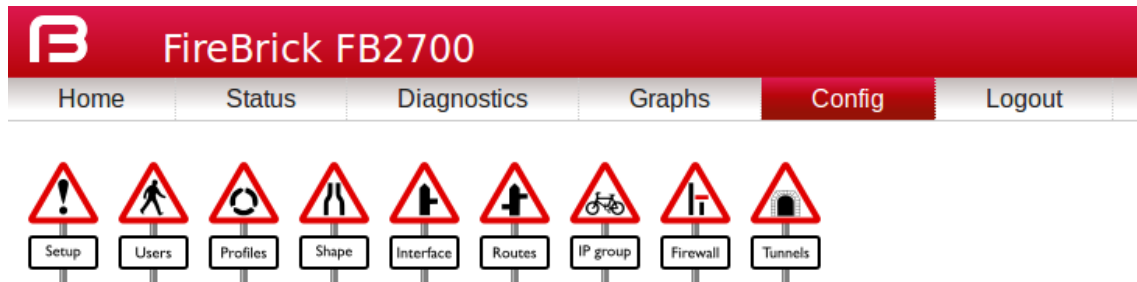 FireBrick FB2700
Home Status Diagnostics Graphs Config Logout
Setup Users Profiles Shape Interface Routes IP group Firewall Tunnels